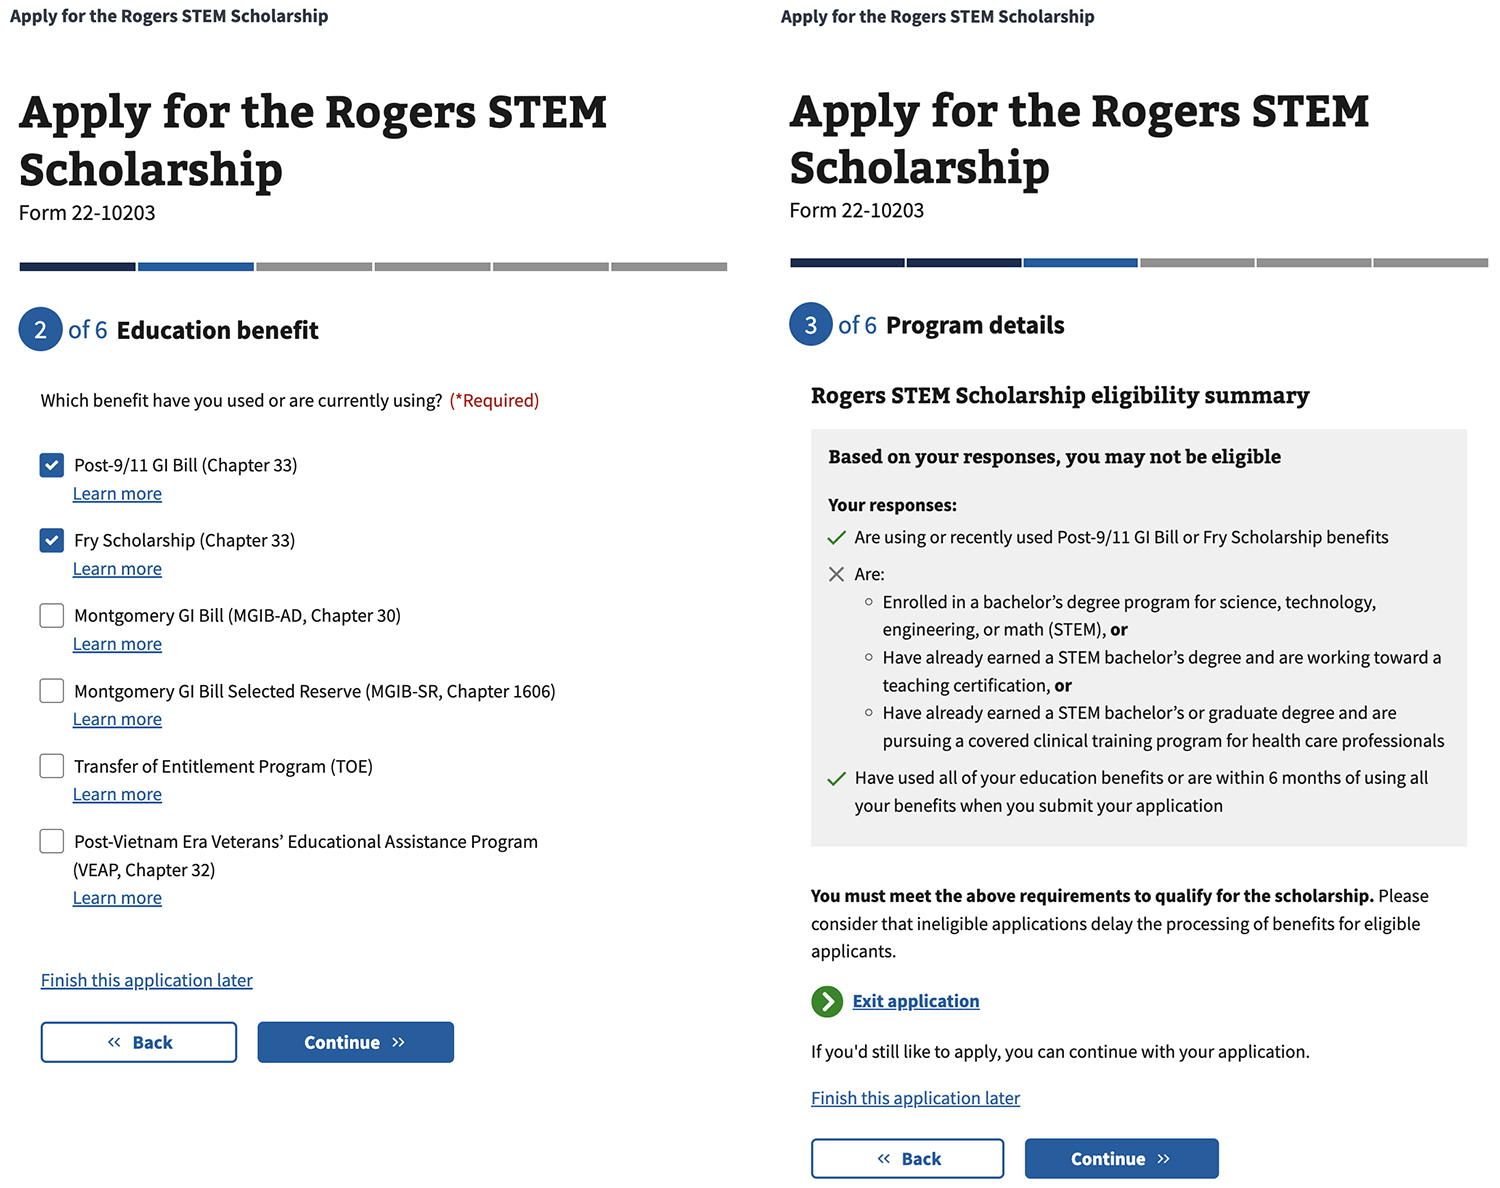 Apply for the Rogers STEM Scholarship
Apply for the Rogers STEM
Scholarship
Form 22-10203
2 of 6 Education benefit
Which benefit have you used or are currently using? (*Required)
Post-9/11 GI Bill (Chapter 33)
Learn more
Fry Scholarship (Chapter 33)
Learn more
Montgomery GI Bill (MGIB-AD, Chapter 30)
Learn more
Montgomery GI Bill Selected Reserve (MGIB-SR, Chapter 1606)
Learn more
Transfer of Entitlement Program (TOE)
Learn more
Post-Vietnam Era Veterans’ Educational Assistance Program
(VEAP, Chapter 32)
Learn more
Finish this application later
« Back
Continue »
Apply for the Rogers STEM Scholarship
Apply for the Rogers STEM
Scholarship
Form 22-10203
3 of 6 Program details
Rogers STEM Scholarship eligibility summary
Based on your responses, you may not be eligible
Your responses:
Are using or recently used Post-9/11 GI Bill or Fry Scholarship benefits
Are:
Enrolled in a bachelor’s degree program for science, technology,
engineering, or math (STEM), or
Have already earned a STEM bachelor’s degree and are working toward a
teaching certification, or
Have already earned a STEM bachelor’s or graduate degree and are
pursuing a covered clinical training program for health care professionals
Have used all of your education benefits or are within 6 months of using all
your benefits when you submit your application
You must meet the above requirements to qualify for the scholarship. Please
consider that ineligible applications delay the processing of benefits for eligible
applicants.
Exit application
If you'd still like to apply, you can continue with your application.
Finish this application later
« Back
Continue »